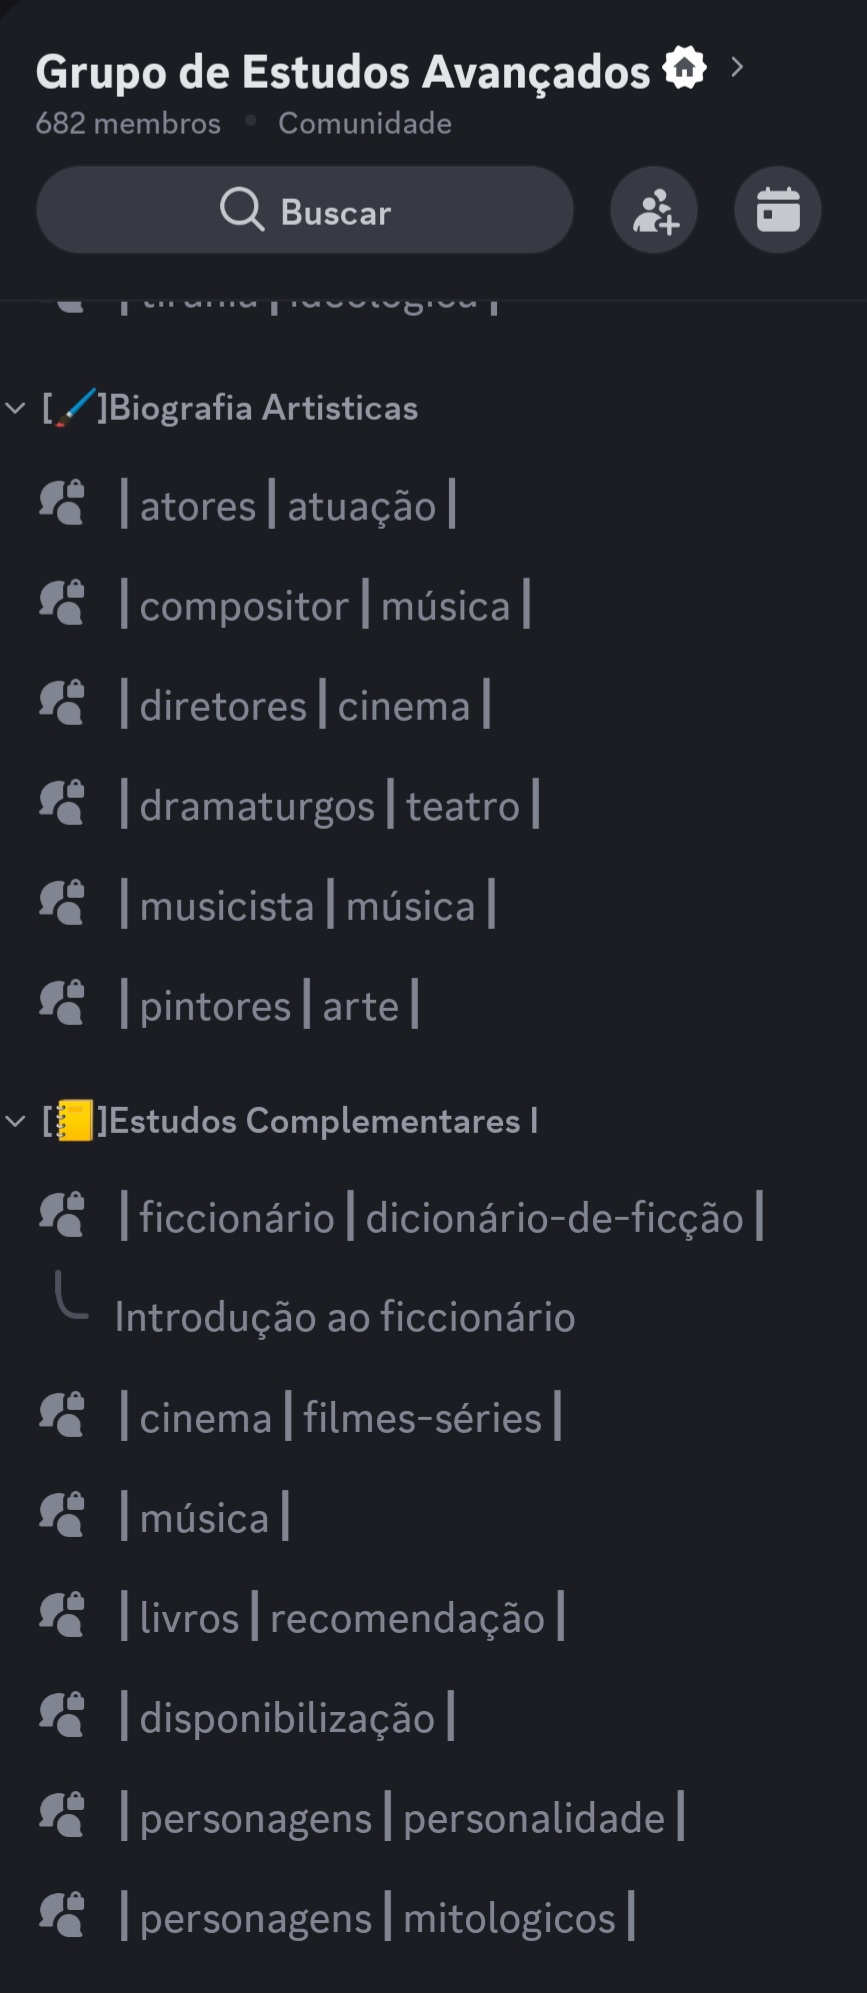 Grupo de Estudos Avançados
682 membros • Comunidade
Buscar
| tirania | ideológica |
[🖌️]Biografia Artisticas
| atores | atuação |
| compositor | música |
| diretores | cinema |
| dramaturgos | teatro |
| musicista | música |
| pintores | arte |
[📒]Estudos Complementares I
| ficcionário | dicionário-de-ficção |
Introdução ao ficcionário
| cinema | filmes-séries |
| música |
| livros | recomendação |
| disponibilização |
| personagens | personalidade |
| personagens | mitologicos |